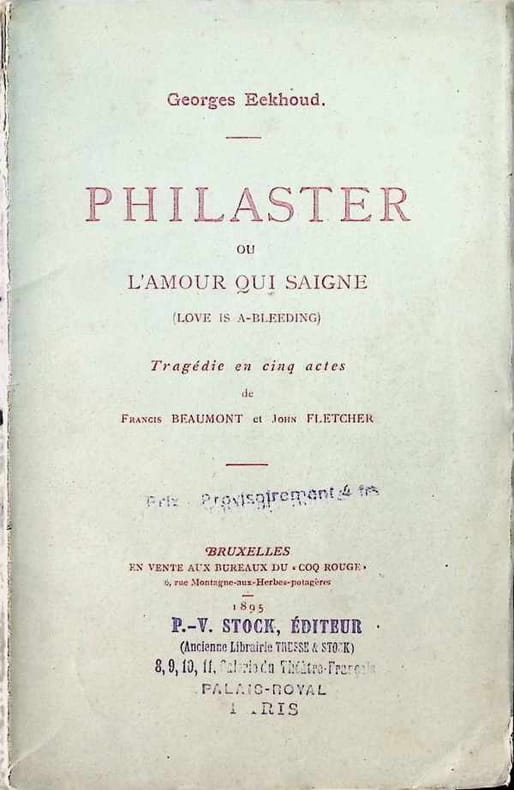 Georges Eekhoud.
PHILASTER
OU
L'AMOUR QUI SAIGNE
(LOVE IS A-BLEEDING)
Tragédie en cinq actes
de
FRANCIS BEAUMONT et JOHN FLETCHER
Prix Provisoirement 4 frs
BRUXELLES
EN VENTE AUX BUREAUX DU « COQ ROUGE »
6, rue Montagne-aux-Herbes-potagères
1895
P.-V. STOCK, ÉDITEUR
(Ancienne Librairie TRESSE & STOCK)
8, 9, 10, 11, Galerie du Théâtre-Français
PALAIS-ROYAL
PARIS